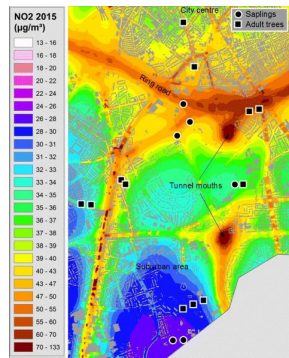 NO2 2015
(µg/m³)
13 - 16
16 - 18
18 - 20
20 - 22
22 - 24
24 - 26
26 - 28
28 - 30
30 - 31
31 - 32
32 - 33
33 - 34
34 - 35
35 - 36
36 - 37
37 - 38
38 - 39
39 - 40
40 - 43
43 - 47
47 - 50
50 - 55
55 - 60
60 - 70
70 - 133
City centre
Saplings
Adult trees
Ring road
Tunnel mouths
Suburban area